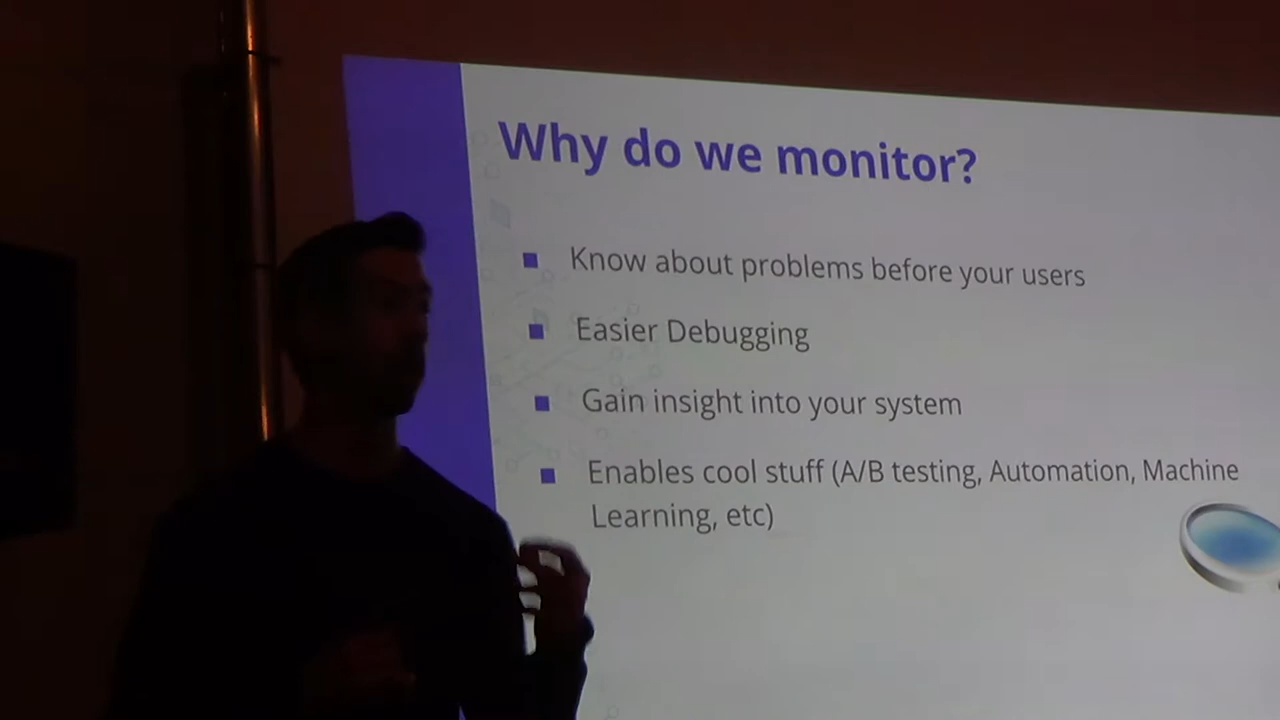 Why do we monitor?
Know about problems before your users
Easier Debugging
Gain insight into your system
Enables cool stuff (A/B testing, Automation, Machine
Learning, etc)